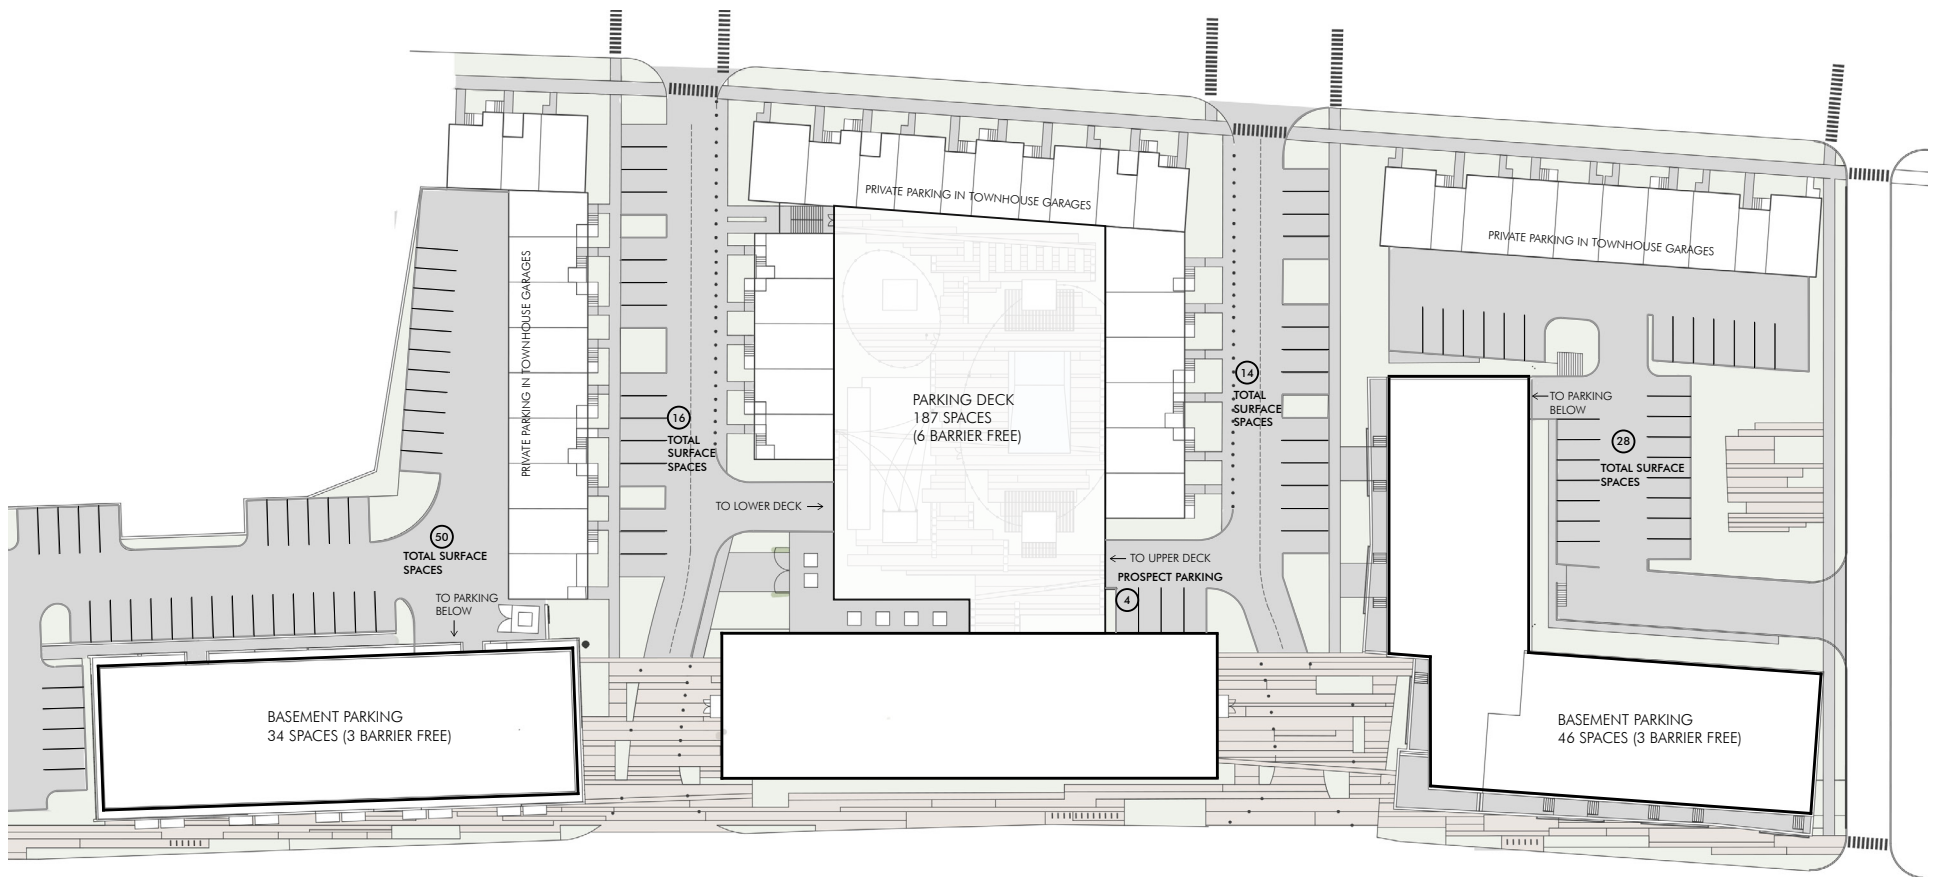 PRIVATE PARKING IN TOWNHOUSE GARAGES
PRIVATE PARKING IN TOWNHOUSE GARAGES
PRIVATE PARKING IN TOWNHOUSE GARAGES
16
TOTAL
SURFACE
SPACES
PARKING DECK
187 SPACES
(6 BARRIER FREE)
14
TOTAL
SURFACE
SPACES
← TO PARKING
BELOW
28
TOTAL SURFACE
SPACES
TO LOWER DECK →
50
TOTAL SURFACE
SPACES
← TO UPPER DECK
PROSPECT PARKING
4
TO PARKING
BELOW
↓
BASEMENT PARKING
34 SPACES (3 BARRIER FREE)
BASEMENT PARKING
46 SPACES (3 BARRIER FREE)